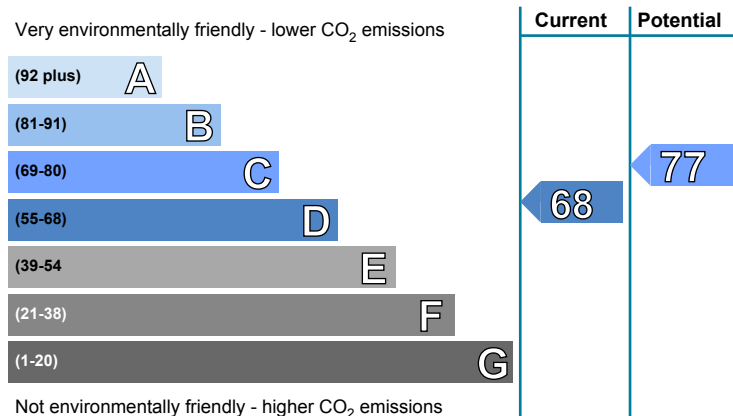 Current Potential
Very environmentally friendly - lower CO2 emissions
(92 plus) A
(81-91) B
(69-80) C
77
(55-68) D
68
(39-54 E
(21-38) F
(1-20) G
Not environmentally friendly - higher CO2 emissions